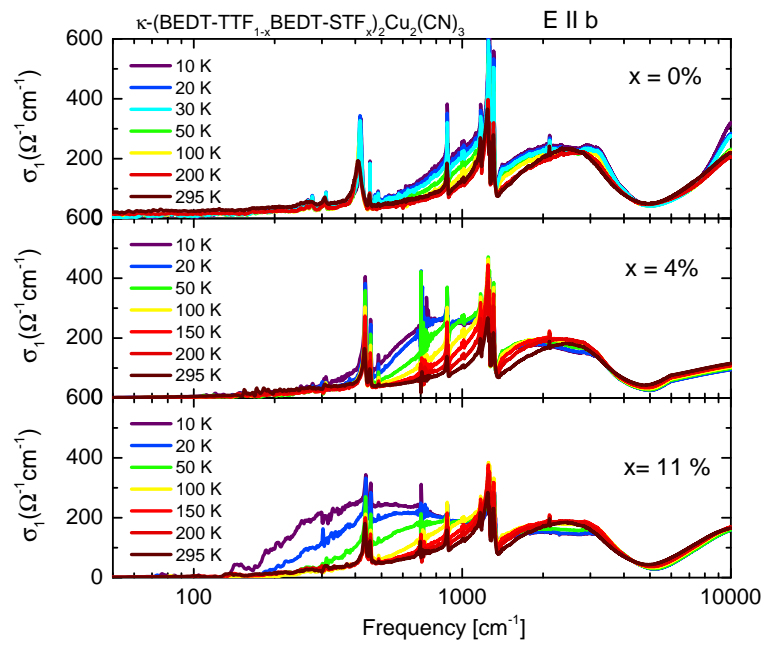 κ-(BEDT-TTF₁₋ₓBEDT-STFₓ)₂Cu₂(CN)₃ E II b
600
400
200
0
σ₁(Ω⁻¹cm⁻¹)
10 K
20 K
30 K
50 K
100 K
200 K
295 K
x = 0%
600
400
200
0
σ₁(Ω⁻¹cm⁻¹)
10 K
20 K
50 K
100 K
150 K
200 K
295 K
x = 4%
600
400
200
0
σ₁(Ω⁻¹cm⁻¹)
10 K
20 K
50 K
100 K
150 K
200 K
295 K
x= 11 %
100 1000 10000
Frequency [cm⁻¹]